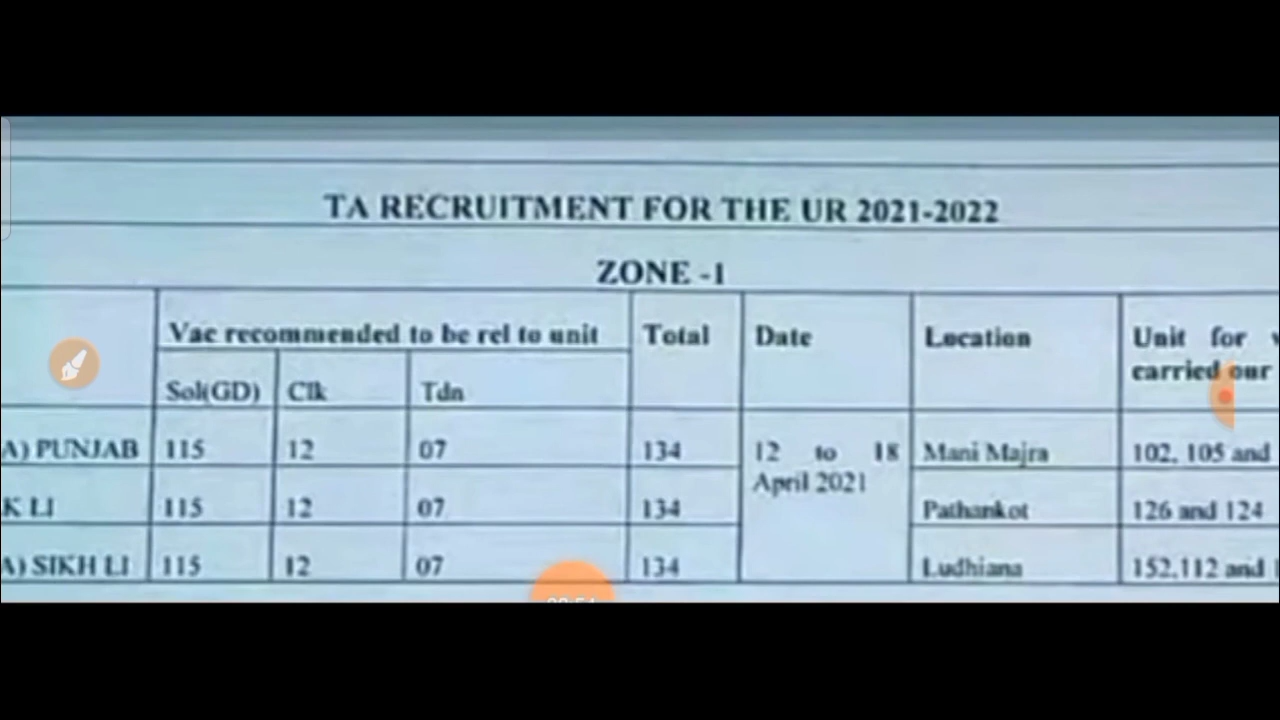 TA RECRUITMENT FOR THE UR 2021-2022
ZONE -1
Vac recommended to be rel to unit Total Date Location Unit for
carried our
Sol(GD) Clk Tdn
A) PUNJAB 115 12 07 134 12 to 18 Mani Majra 102, 105 and
April 2021
K LI 115 12 07 134 Pathankot 126 and 124
A) SIKH LI 115 12 07 134 Ludhiana 152,112 and